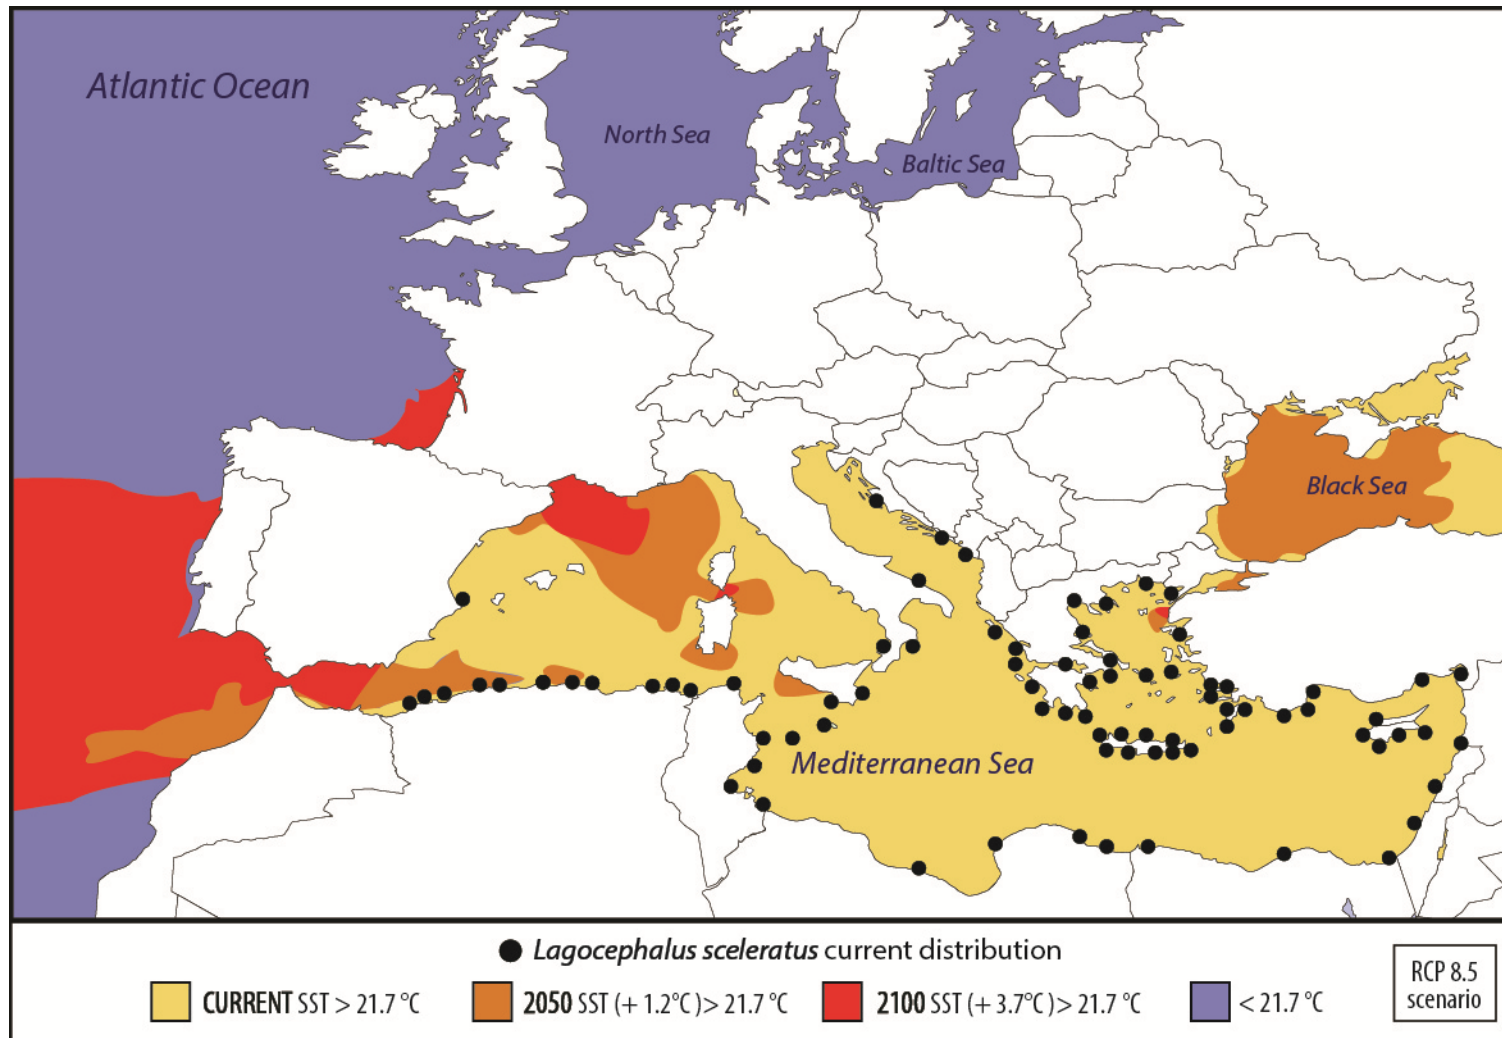 Atlantic Ocean
North Sea
Baltic Sea
Black Sea
Mediterranean Sea
Lagocephalus sceleratus current distribution
CURRENT SST > 21.7 °C
2050 SST (+ 1.2°C) > 21.7 °C
2100 SST (+ 3.7°C) > 21.7 °C
< 21.7 °C
RCP 8.5
scenario